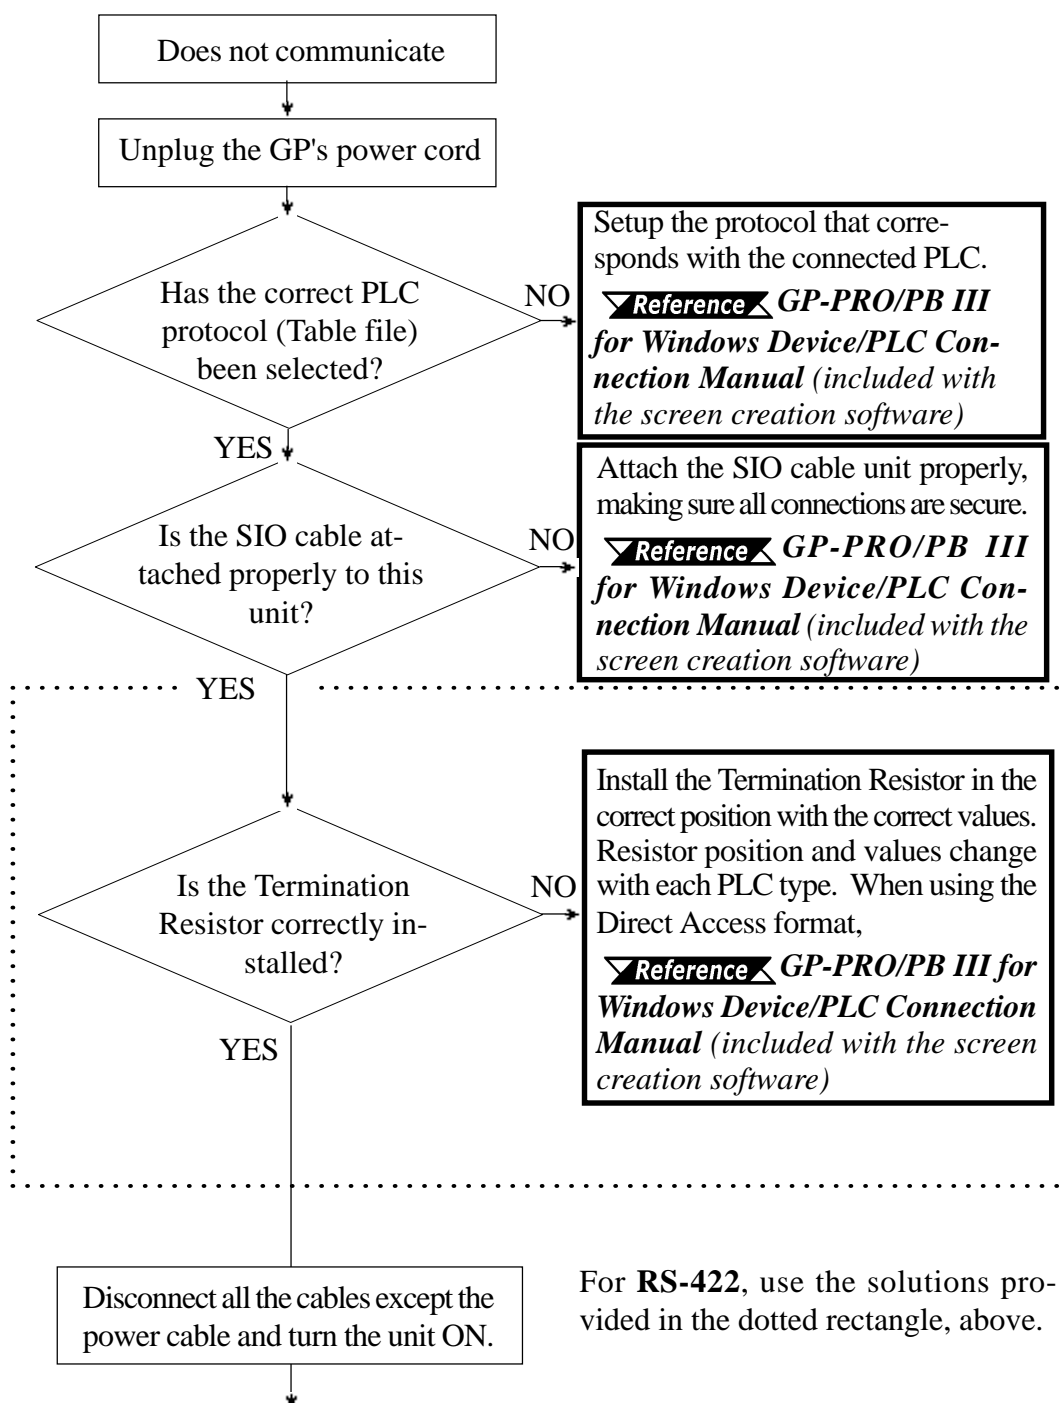 Does not communicate
Unplug the GP's power cord
Has the correct PLC
protocol (Table file)
been selected?
NO
Setup the protocol that corre-
sponds with the connected PLC.
Reference GP-PRO/PB III
for Windows Device/PLC Con-
nection Manual (included with
the screen creation software)
YES
Is the SIO cable at-
tached properly to this
unit?
NO
Attach the SIO cable unit properly,
making sure all connections are secure.
Reference GP-PRO/PB III
for Windows Device/PLC Con-
nection Manual (included with the
screen creation software)
YES
Is the Termination
Resistor correctly in-
stalled?
NO
Install the Termination Resistor in the
correct position with the correct values.
Resistor position and values change
with each PLC type. When using the
Direct Access format,
Reference GP-PRO/PB III for
Windows Device/PLC Connection
Manual (included with the screen
creation software)
YES
Disconnect all the cables except the
power cable and turn the unit ON.
For RS-422, use the solutions pro-
vided in the dotted rectangle, above.